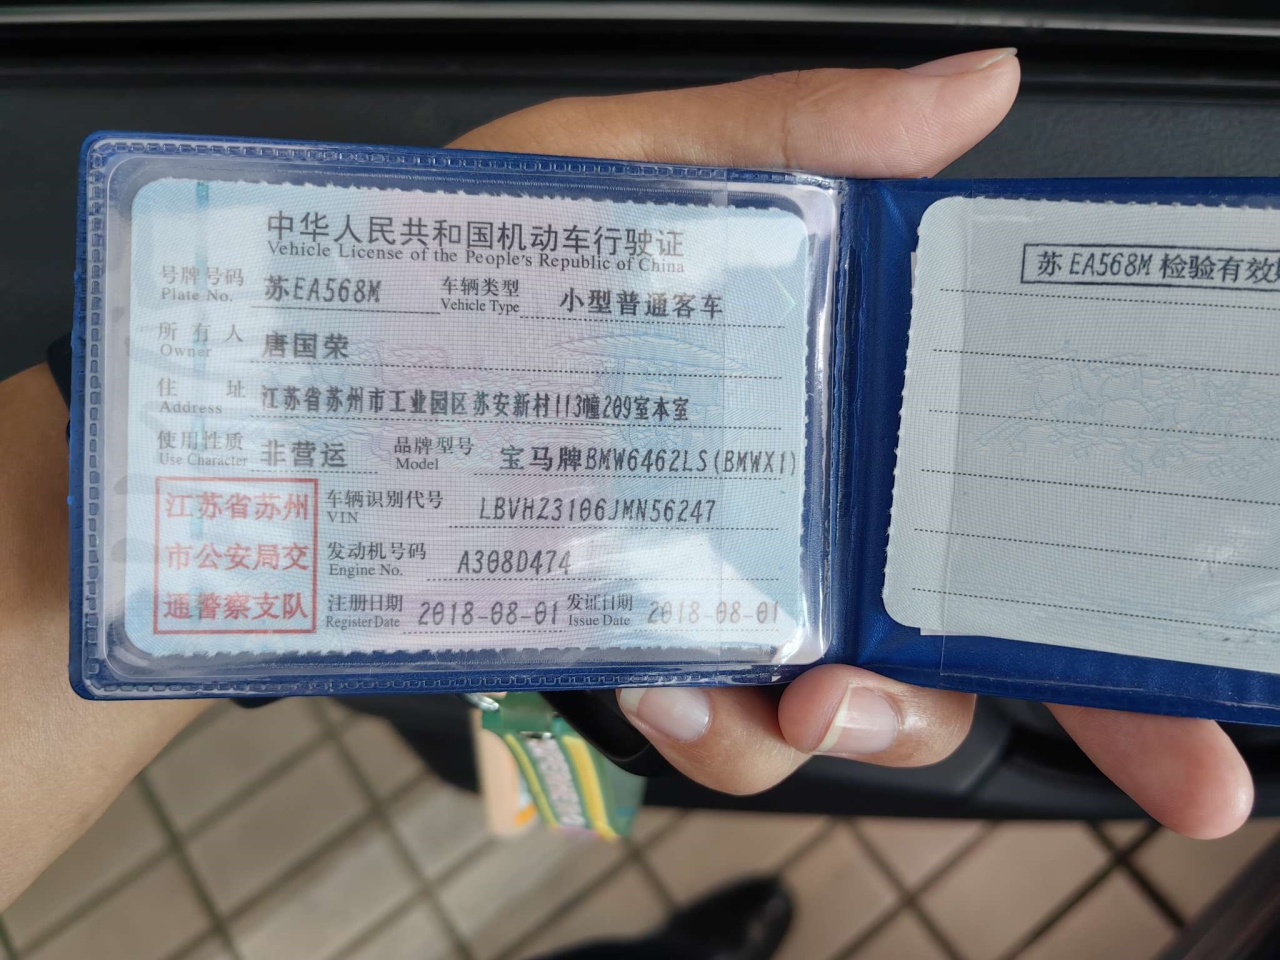 中华人民共和国机动车行驶证
Vehicle License of the People's Republic of China
号牌号码 苏EA568M 车辆类型 小型普通客车
Plate No. Vehicle Type
所有人 唐国荣
Owner
住址 江苏省苏州市工业园区苏安新村113幢209室本室
Address
使用性质 非营运 品牌型号 宝马牌BMW6462LS(BMWX1)
Use Character Model
江苏省苏州
市公安局交
通警察支队
车辆识别代号 LBVHZ3106JMN56247
VIN
发动机号码 A308D474
Engine No.
注册日期 2018-08-01 发证日期 2018-08-01
Register Date Issue Date
苏EA568M检验有效